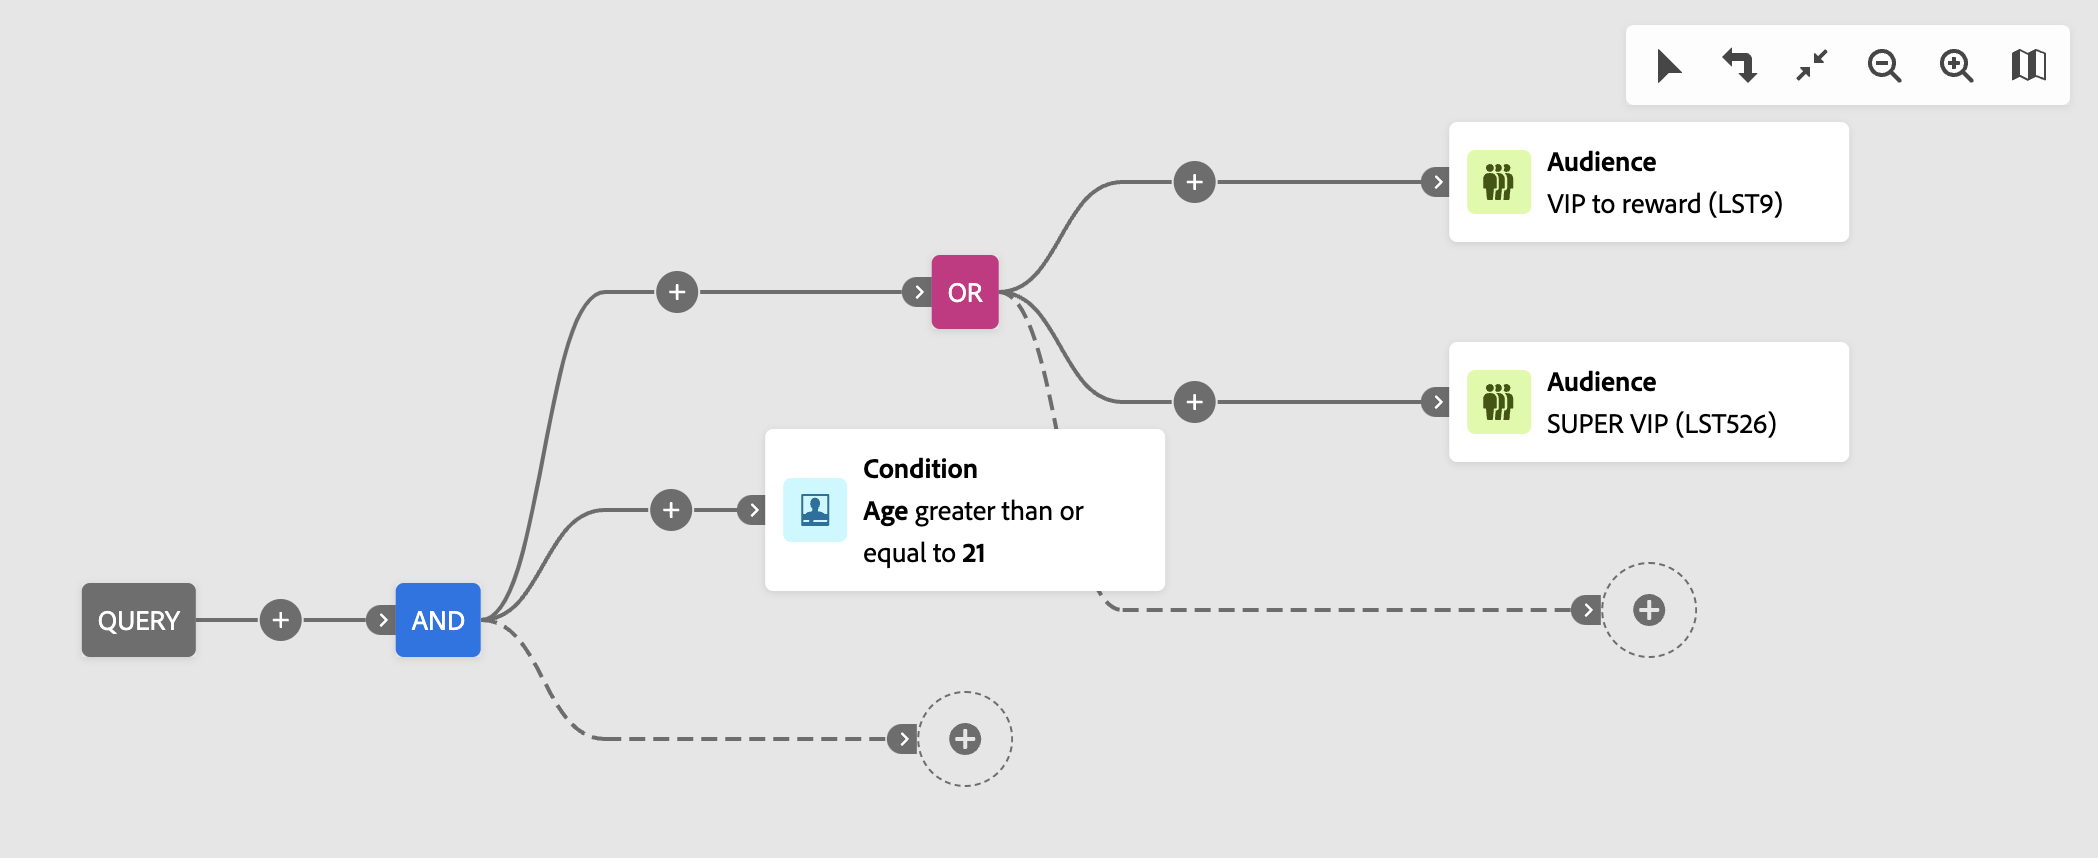 Audience
VIP to reward (LST9)
OR
Audience
SUPER VIP (LST526)
Condition
Age greater than or
equal to 21
QUERY
AND